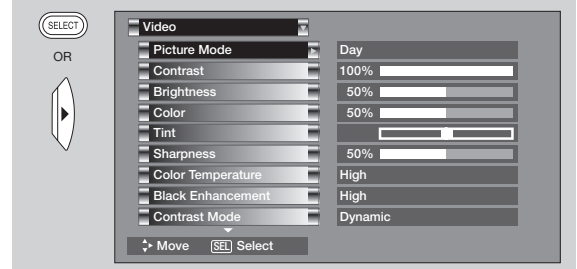 SELECT
OR
Video
Picture Mode Day
Contrast 100%
Brightness 50%
Color 50%
Tint
Sharpness 50%
Color Temperature High
Black Enhancement High
Contrast Mode Dynamic
Move SEL Select